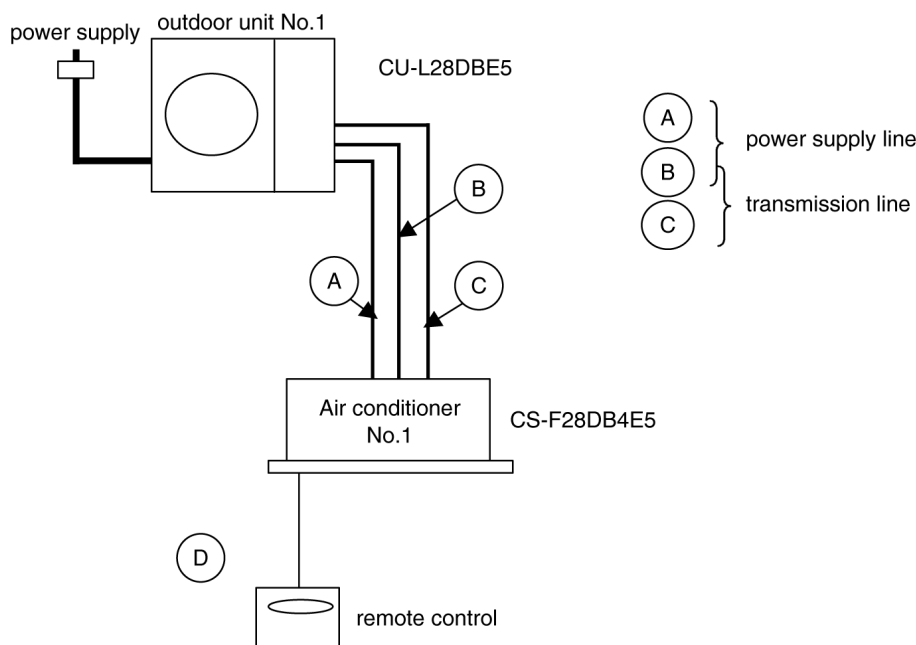 outdoor unit No.1
power supply
CU-L28DBE5
A
power supply line
B
transmission line
C
B
A
C
Air conditioner
No.1
CS-F28DB4E5
D
remote control